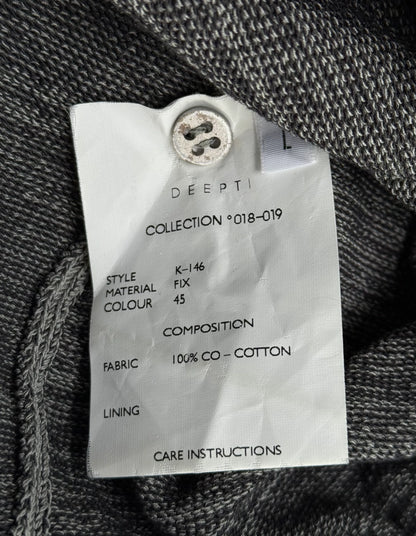 DEEPTI
COLLECTION °018-019
STYLE K-146
MATERIAL FIX
COLOUR 45
COMPOSITION
FABRIC 100% CO - COTTON
LINING
CARE INSTRUCTIONS